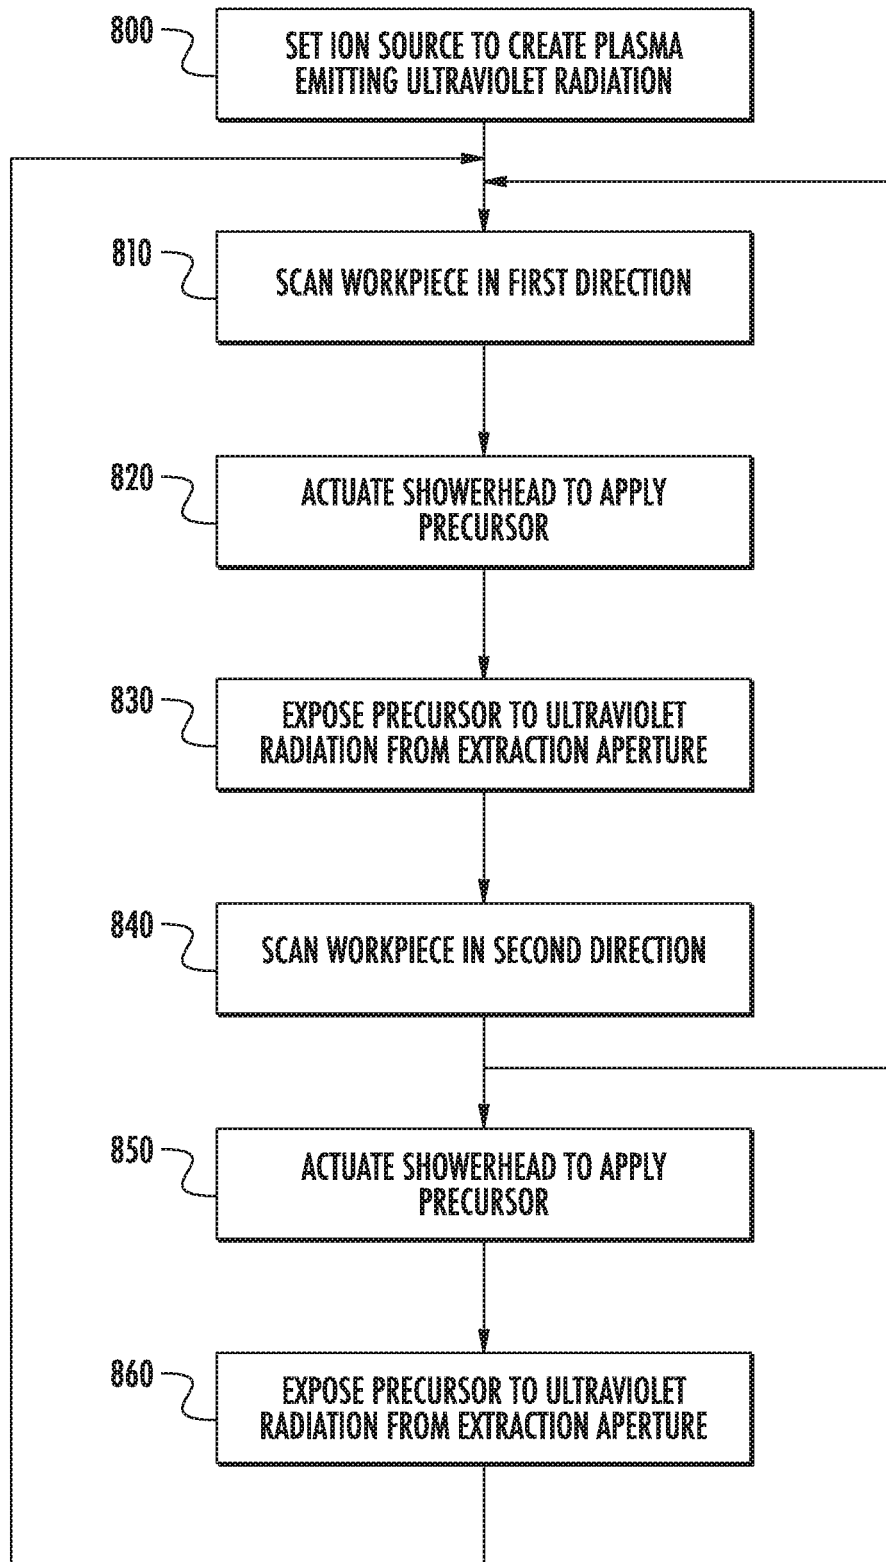 800
SET ION SOURCE TO CREATE PLASMA
EMITTING ULTRAVIOLET RADIATION
810
SCAN WORKPIECE IN FIRST DIRECTION
820
ACTUATE SHOWERHEAD TO APPLY
PRECURSOR
830
EXPOSE PRECURSOR TO ULTRAVIOLET
RADIATION FROM EXTRACTION APERTURE
840
SCAN WORKPIECE IN SECOND DIRECTION
850
ACTUATE SHOWERHEAD TO APPLY
PRECURSOR
860
EXPOSE PRECURSOR TO ULTRAVIOLET
RADIATION FROM EXTRACTION APERTURE